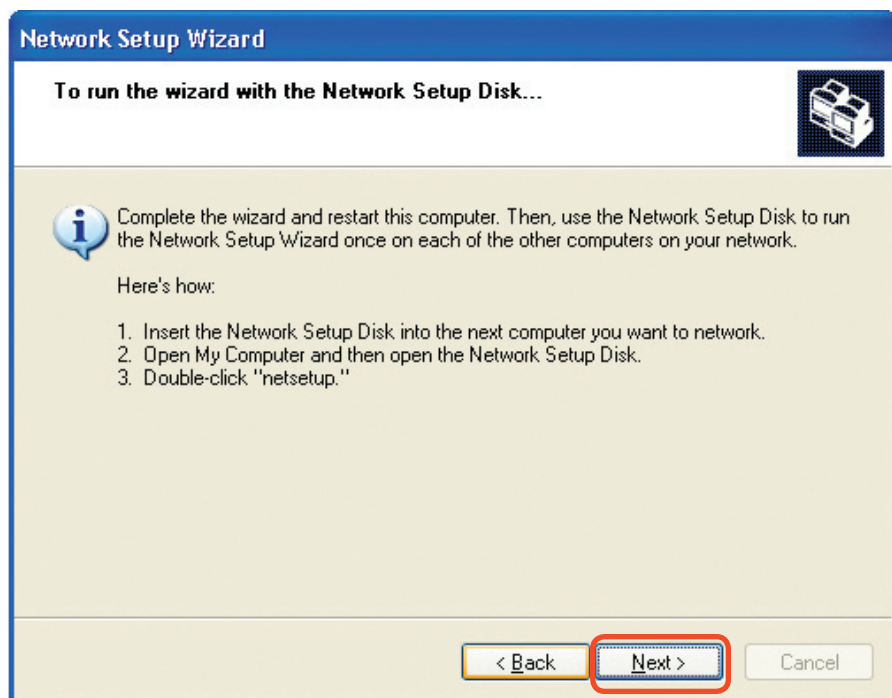 Network Setup Wizard
To run the wizard with the Network Setup Disk...
Complete the wizard and restart this computer. Then, use the Network Setup Disk to run
the Network Setup Wizard once on each of the other computers on your network.
Here's how:
1. Insert the Network Setup Disk into the next computer you want to network.
2. Open My Computer and then open the Network Setup Disk.
3. Double-click "netsetup."
< Back Next > Cancel